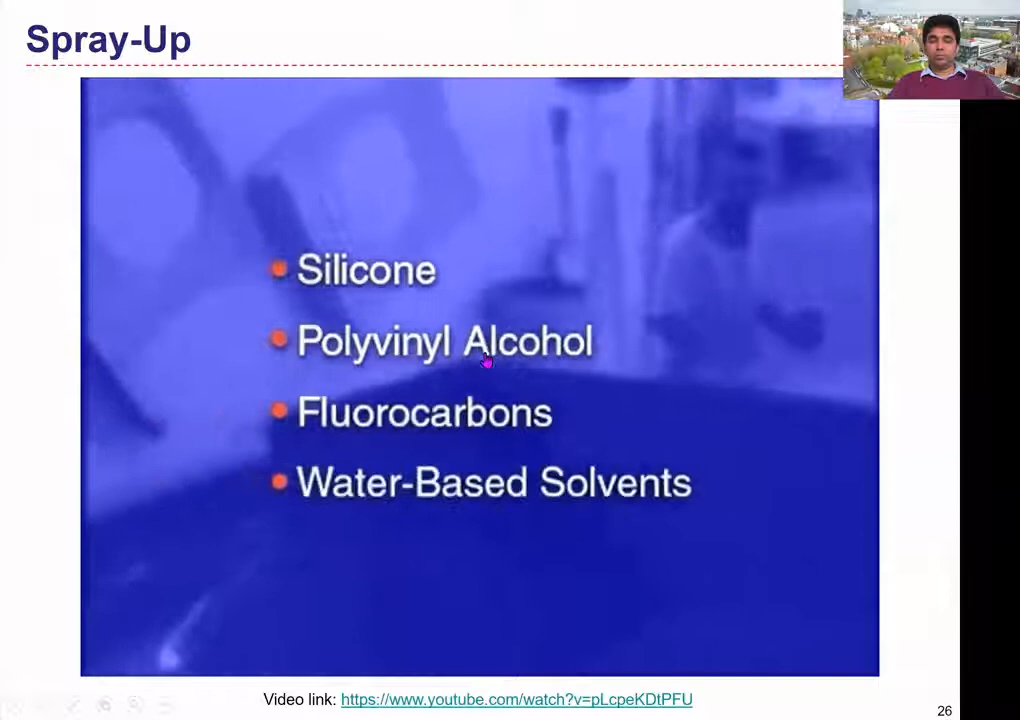 Spray-Up
Silicone
Polyvinyl Alcohol
Fluorocarbons
Water-Based Solvents
Video link: https://www.youtube.com/watch?v=pLcpeKDtPFU
26